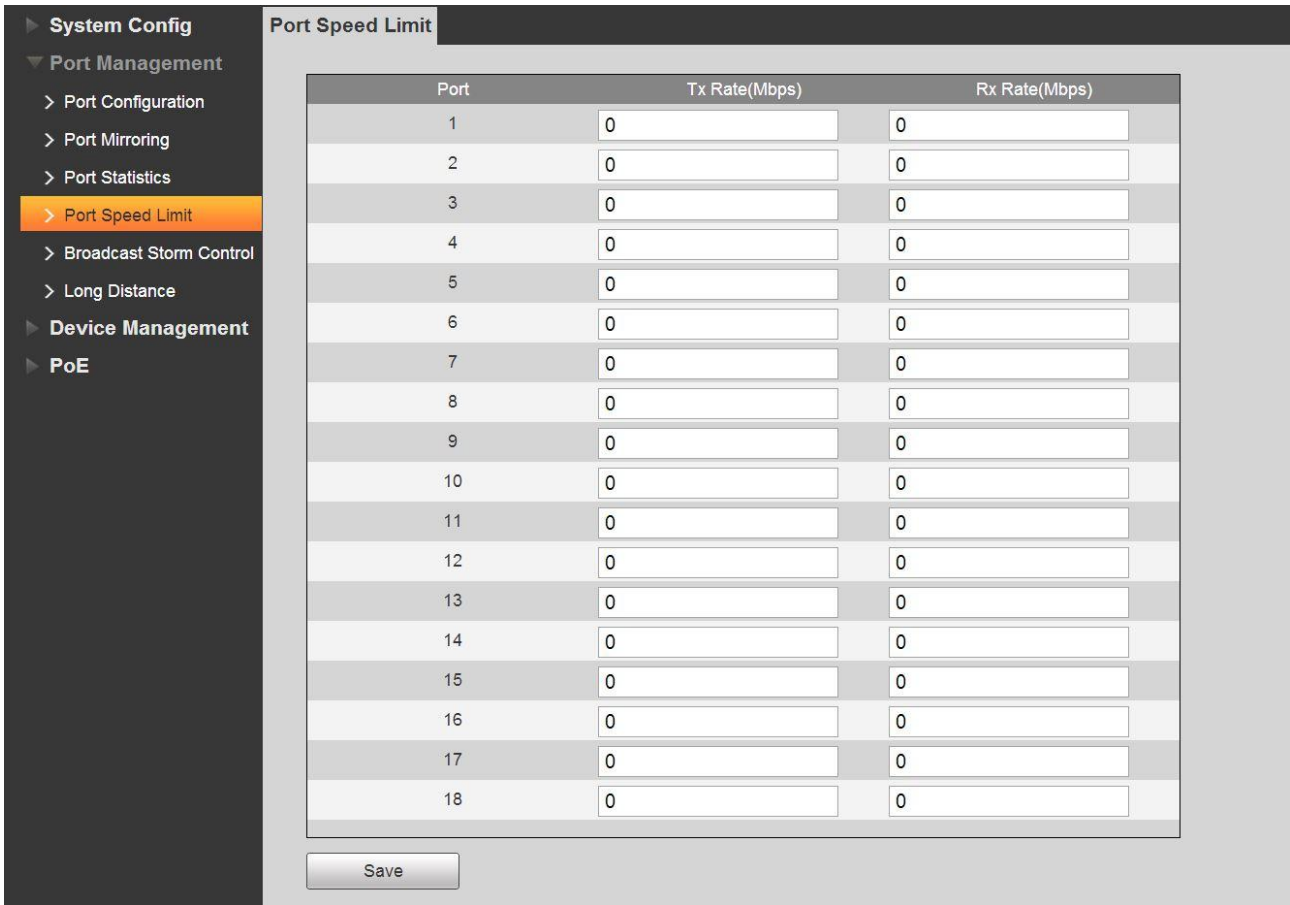 System Config
Port Management
Port Configuration
Port Mirroring
Port Statistics
Port Speed Limit
Broadcast Storm Control
Long Distance
Device Management
PoE
Port Speed Limit
Port Tx Rate(Mbps) Rx Rate(Mbps)
1 0 0
2 0 0
3 0 0
4 0 0
5 0 0
6 0 0
7 0 0
8 0 0
9 0 0
10 0 0
11 0 0
12 0 0
13 0 0
14 0 0
15 0 0
16 0 0
17 0 0
18 0 0
Save